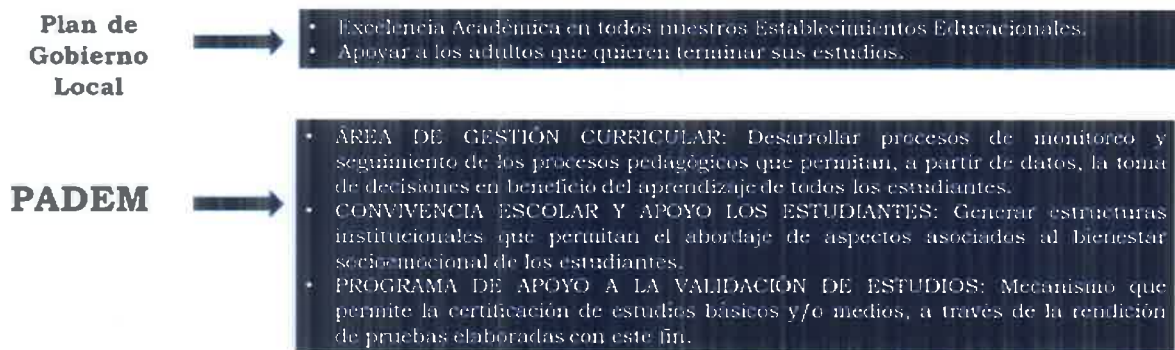 Plan de
Gobierno
Local
• Excelencia Académica en todos nuestros Establecimientos Educacionales.
• Apoyar a los adultos que quieren terminar sus estudios.
PADEM
• ÁREA DE GESTIÓN CURRICULAR: Desarrollar procesos de monitoreo y
seguimiento de los procesos pedagógicos que permitan, a partir de datos, la toma
de decisiones en beneficio del aprendizaje de todos los estudiantes.
• CONVIVENCIA ESCOLAR Y APOYO LOS ESTUDIANTES: Generar estructuras
institucionales que permitan el abordaje de aspectos asociados al bienestar
socioemocional de los estudiantes.
• PROGRAMA DE APOYO A LA VALIDACIÓN DE ESTUDIOS: Mecanismo que
permite la certificación de estudios básicos y/o medios, a través de la rendición
de pruebas elaboradas con este fin.